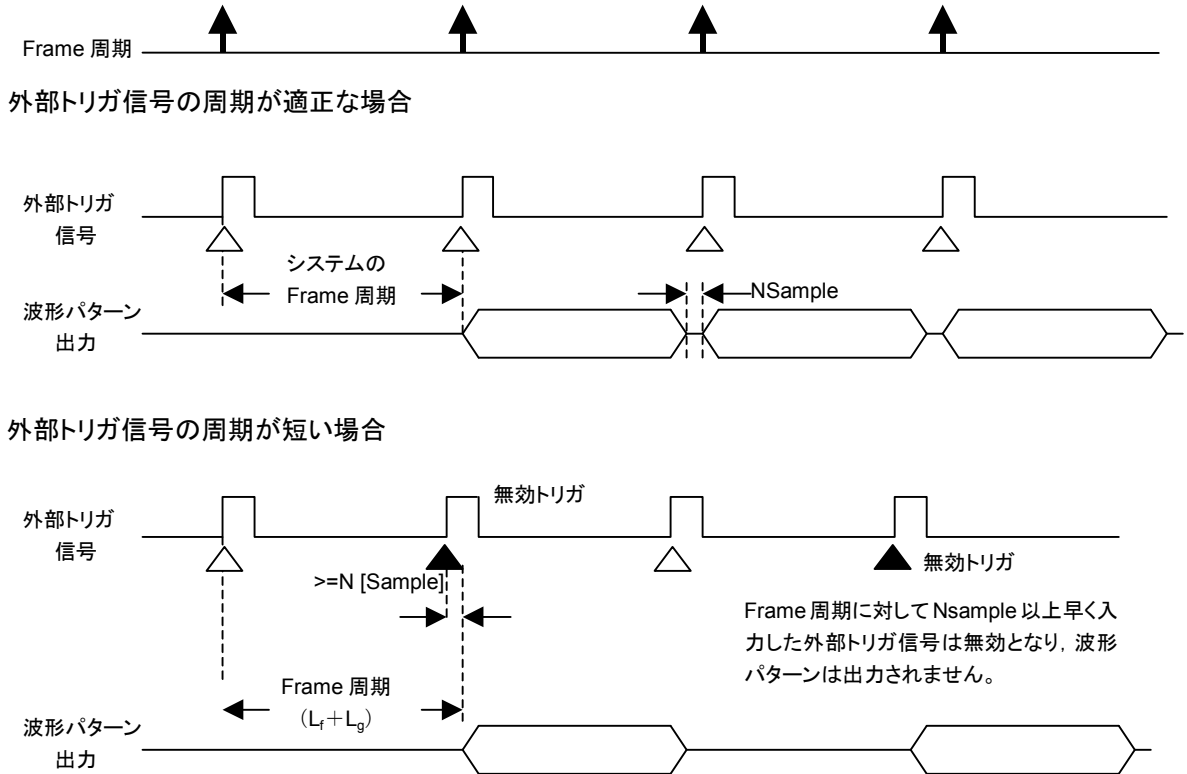 Frame 周期
外部トリガ信号の周期が適正な場合
外部トリガ
信号
システムの
Frame 周期
NSample
波形パターン
出力
外部トリガ信号の周期が短い場合
無効トリガ
外部トリガ
信号
無効トリガ
>=N [Sample]
Frame 周期に対して Nsample 以上早く入
力した外部トリガ信号は無効となり，波形
パターンは出力されません。
Frame 周期
（Lf＋Lg）
波形パターン
出力